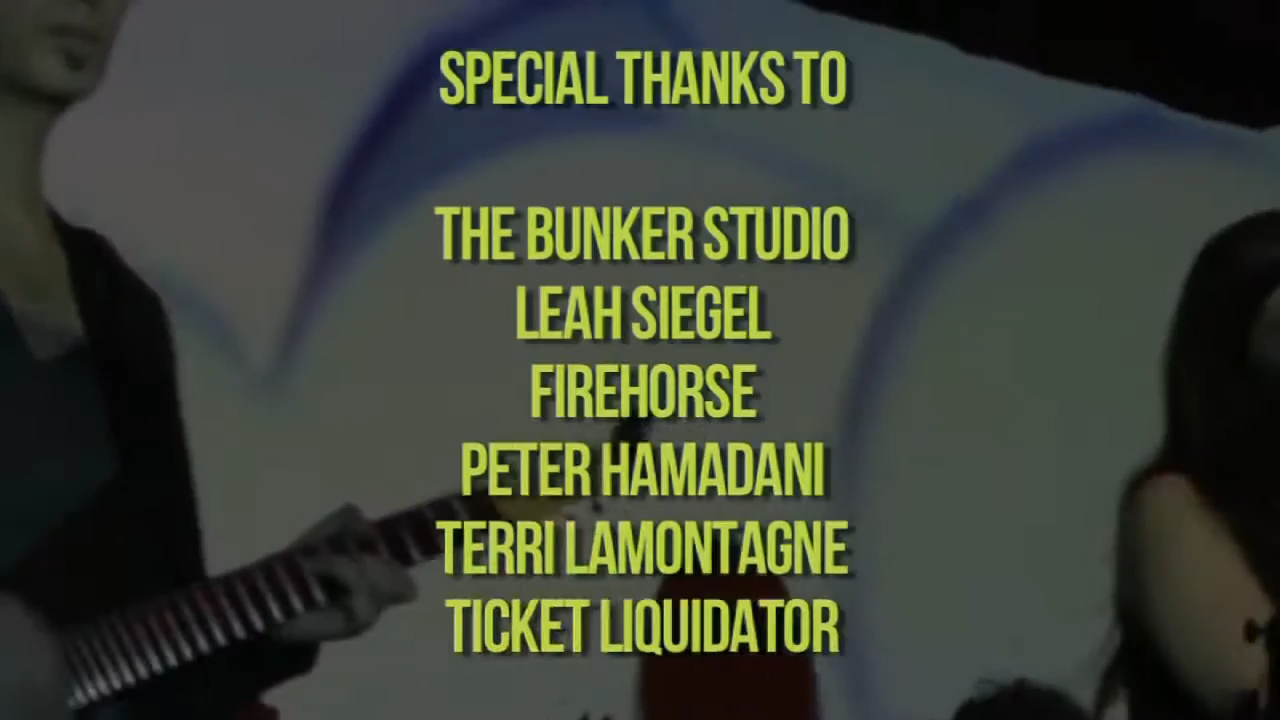 SPECIAL THANKS TO
THE BUNKER STUDIO
LEAH SIEGEL
FIREHORSE
PETER HAMADANI
TERRI LAMONTAGNE
TICKET LIQUIDATOR